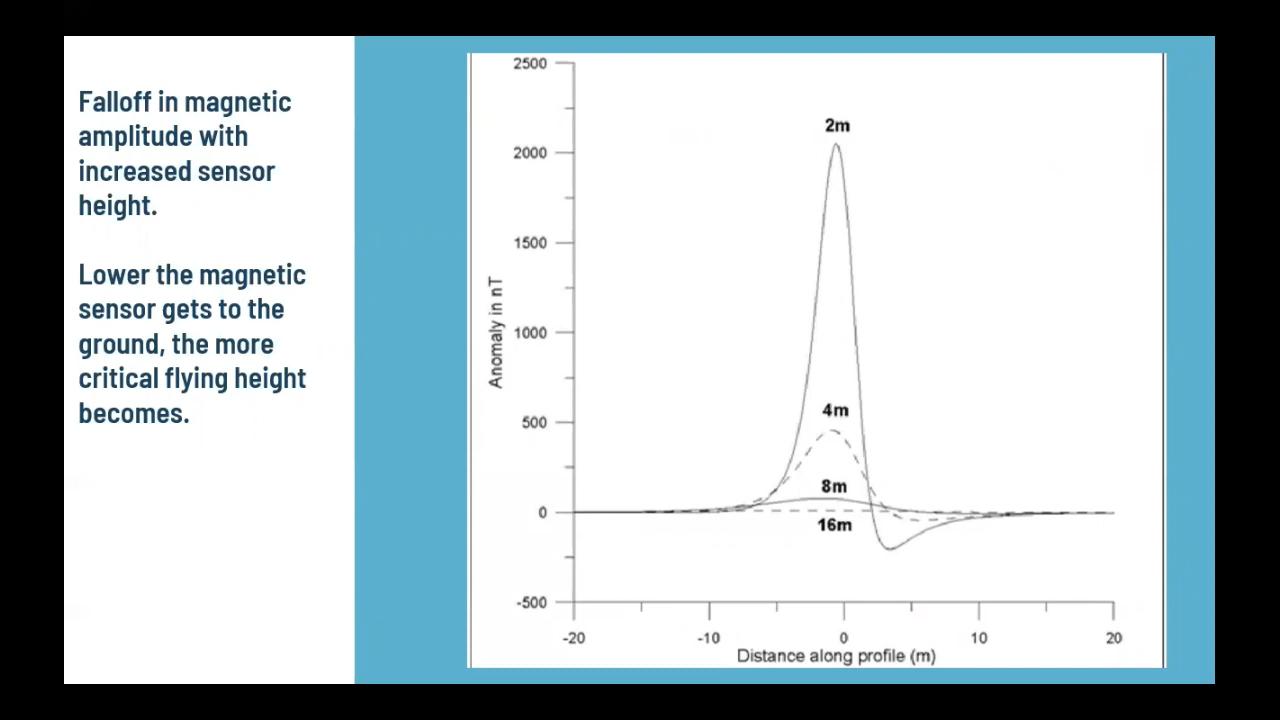 Falloff in magnetic
amplitude with
increased sensor
height.
Lower the magnetic
sensor gets to the
ground, the more
critical flying height
becomes.
2500
2000
1500
1000
500
0
-500
Anomaly in nT
2m
4m
8m
16m
-20
-10
0
10
20
Distance along profile (m)